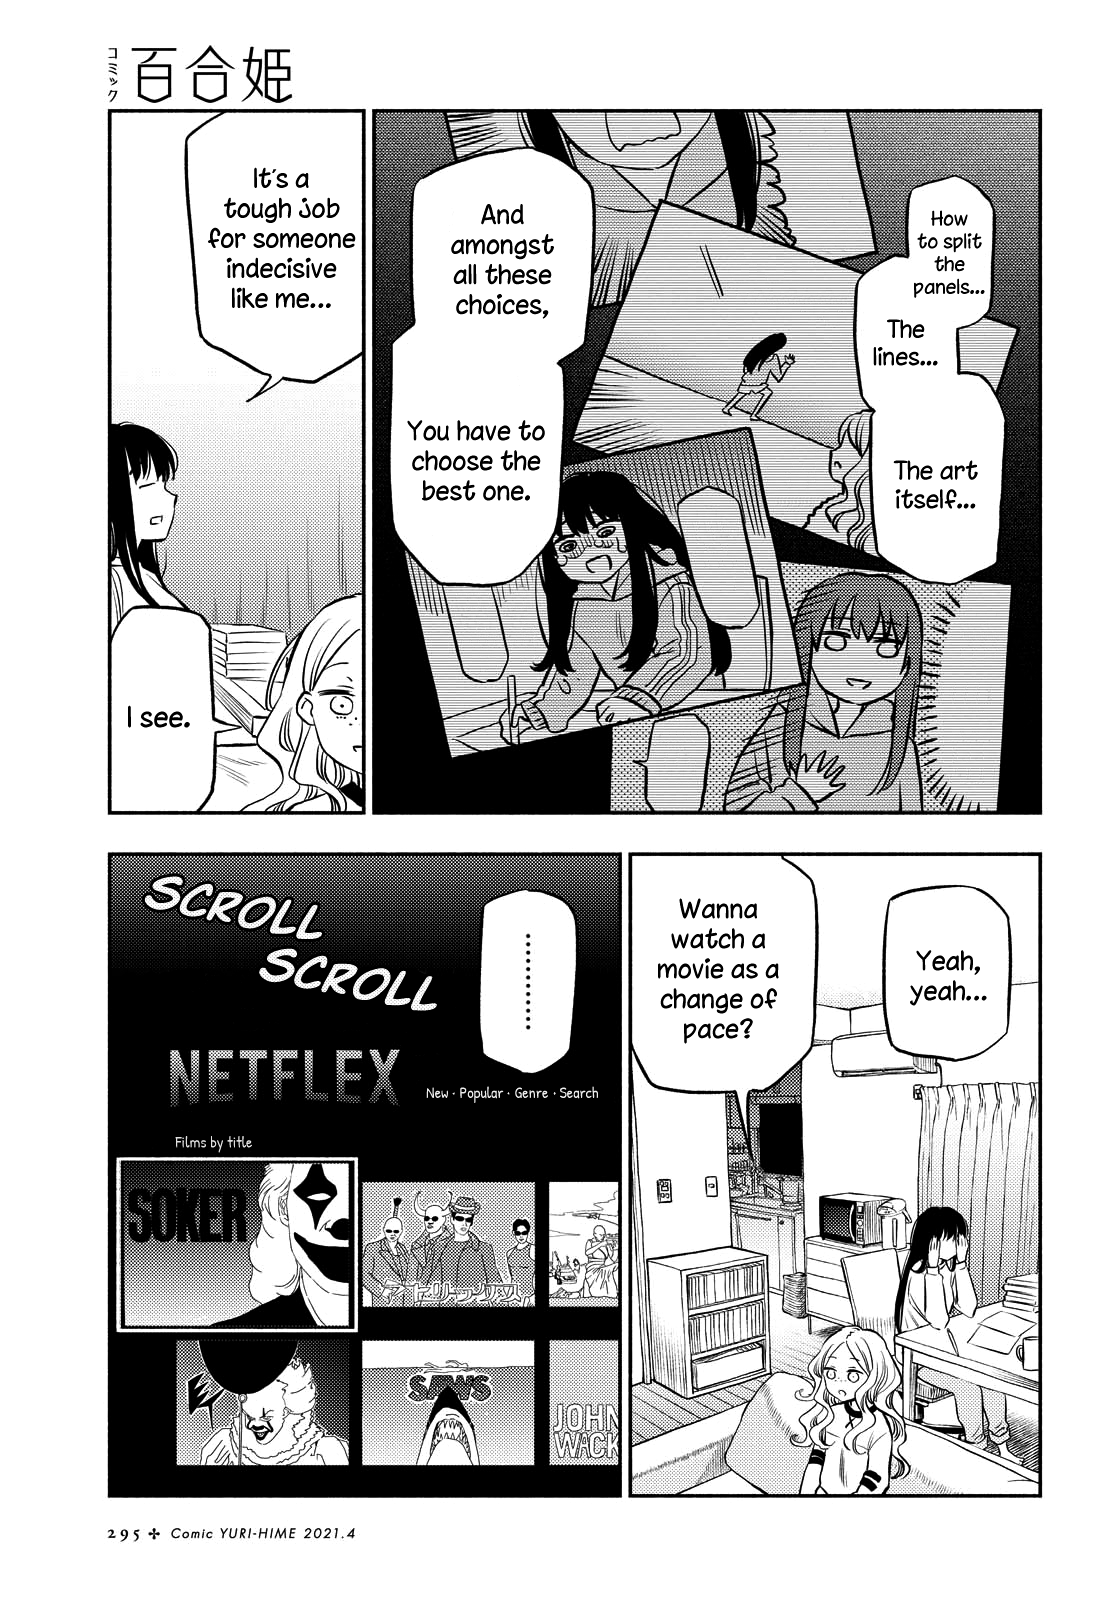 コミック
百合姫
How
to split
the
panels...
The
lines...
The art
itself...
And
amongst
all these
choices,
You have to
choose the
best one.
It's a
tough job
for someone
indecisive
like me...
I see.
Yeah,
yeah...
Wanna
watch a
movie as a
change of
pace?
SCROLL
SCROLL
...........
NETFLEX
New · Popular · Genre · Search
Films by title
SOKER
SAWS
JOHN
WACK
295 ✣ Comic YURI-HIME 2021.4